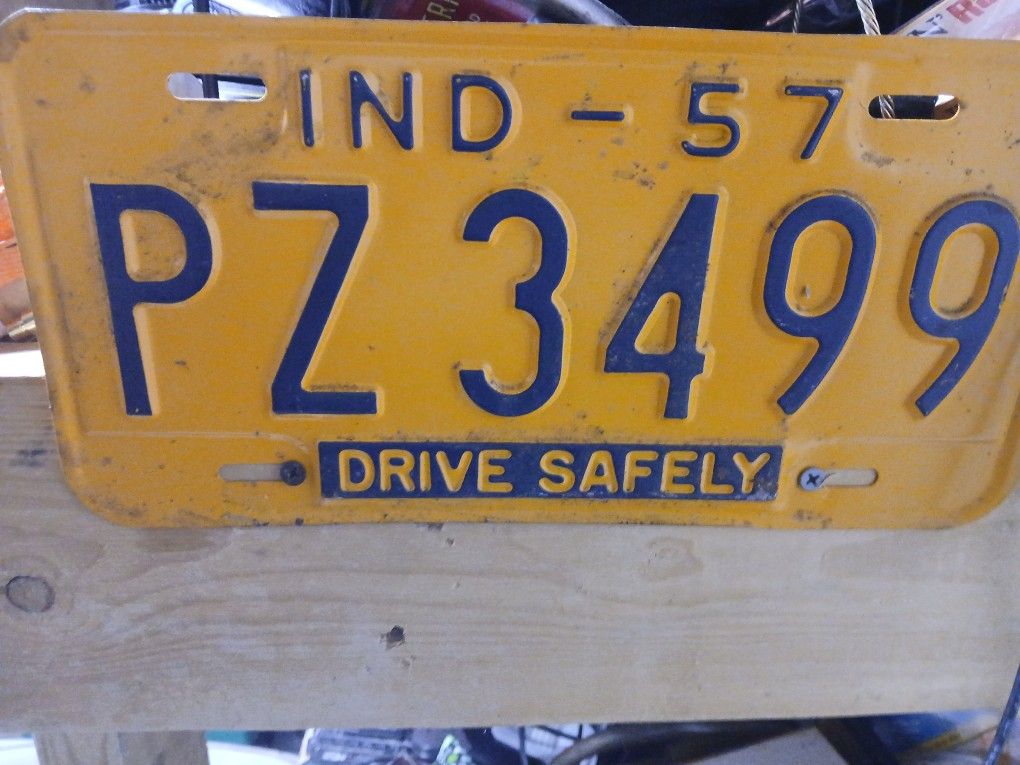 IND - 57
PZ3499
DRIVE SAFELY